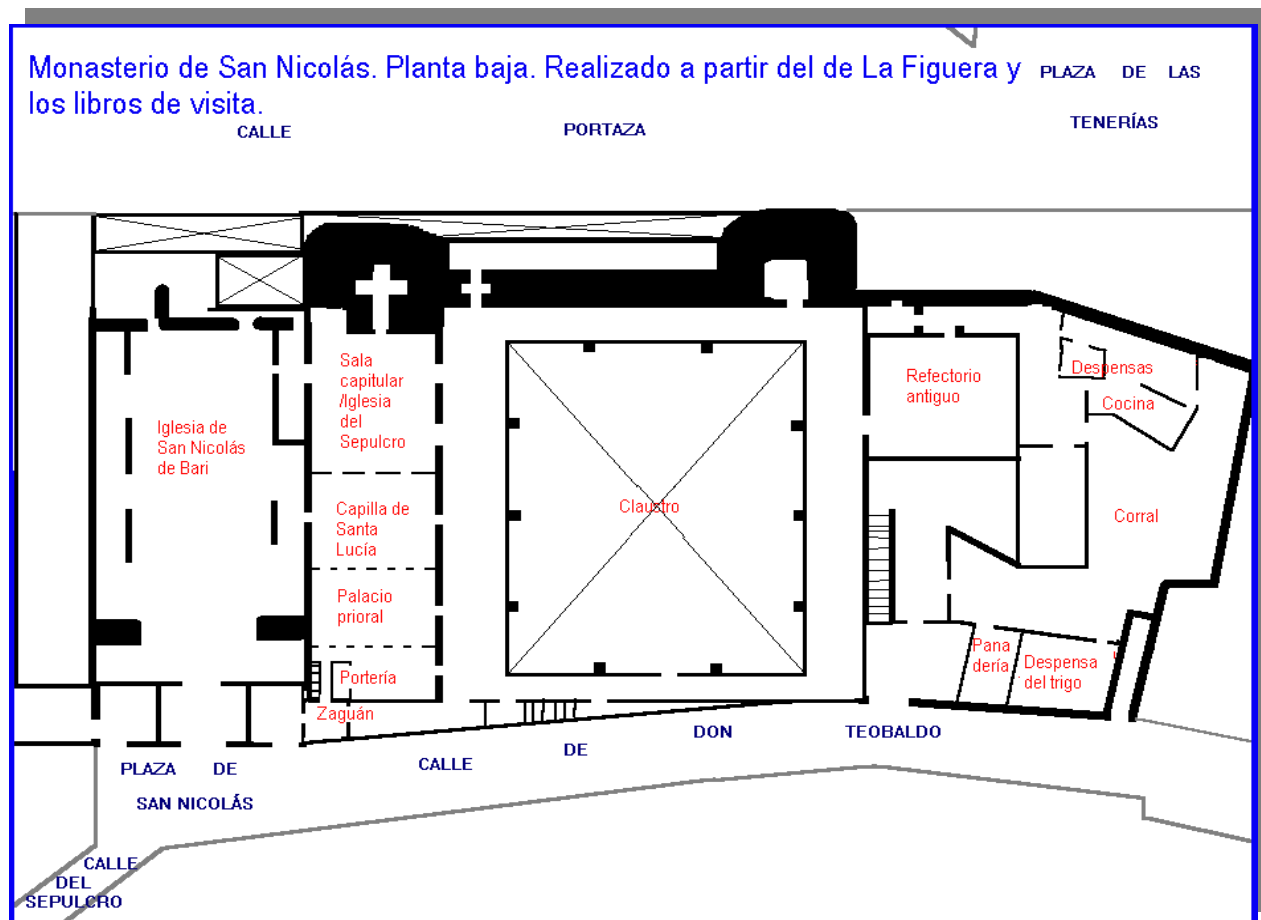 Monasterio de San Nicolás. Planta baja. Realizado a partir del de La Figuera y
los libros de visita.
PLAZA DE LAS
TENERÍAS
CALLE PORTAZA
Sala
capitular
/Iglesia
del
Sepulcro
Iglesia de
San Nicolás
de Bari
Capilla de
Santa
Lucía
Palacio
prioral
Portería
Zaguán
Claustro
Refectorio
antiguo
Despensas
Cocina
Corral
Pana
dería
Despensa
del trigo
CALLE DE DON TEOBALDO
PLAZA DE
SAN NICOLÁS
CALLE
DEL
SEPULCRO